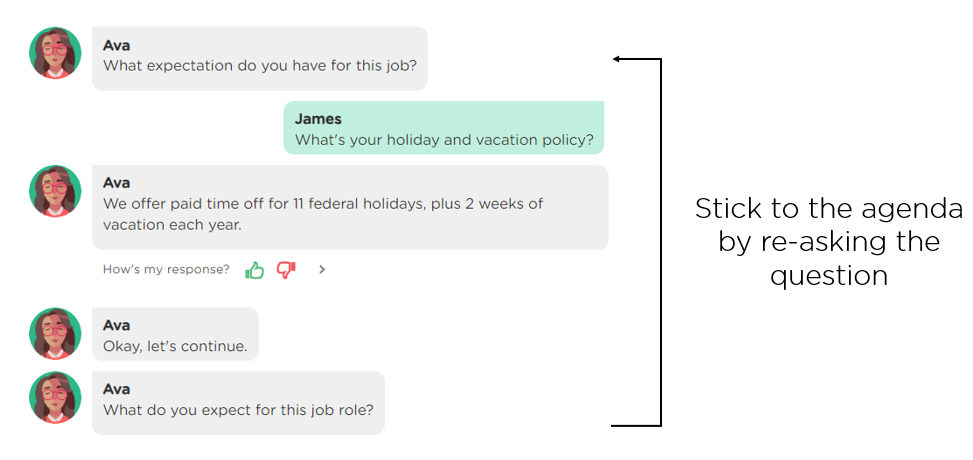 Ava
What expectation do you have for this job?
James
What's your holiday and vacation policy?
Ava
We offer paid time off for 11 federal holidays, plus 2 weeks of
vacation each year.
How's my response?
Ava
Okay, let's continue.
Ava
What do you expect for this job role?
Stick to the agenda
by re-asking the
question